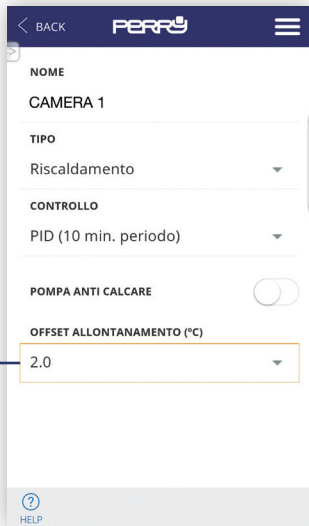 BACK PERRY
NOME
CAMERA 1
TIPO
Riscaldamento
CONTROLLO
PID (10 min. periodo)
POMPA ANTI CALCARE
OFFSET ALLONTANAMENTO (°C)
2.0
?
HELP